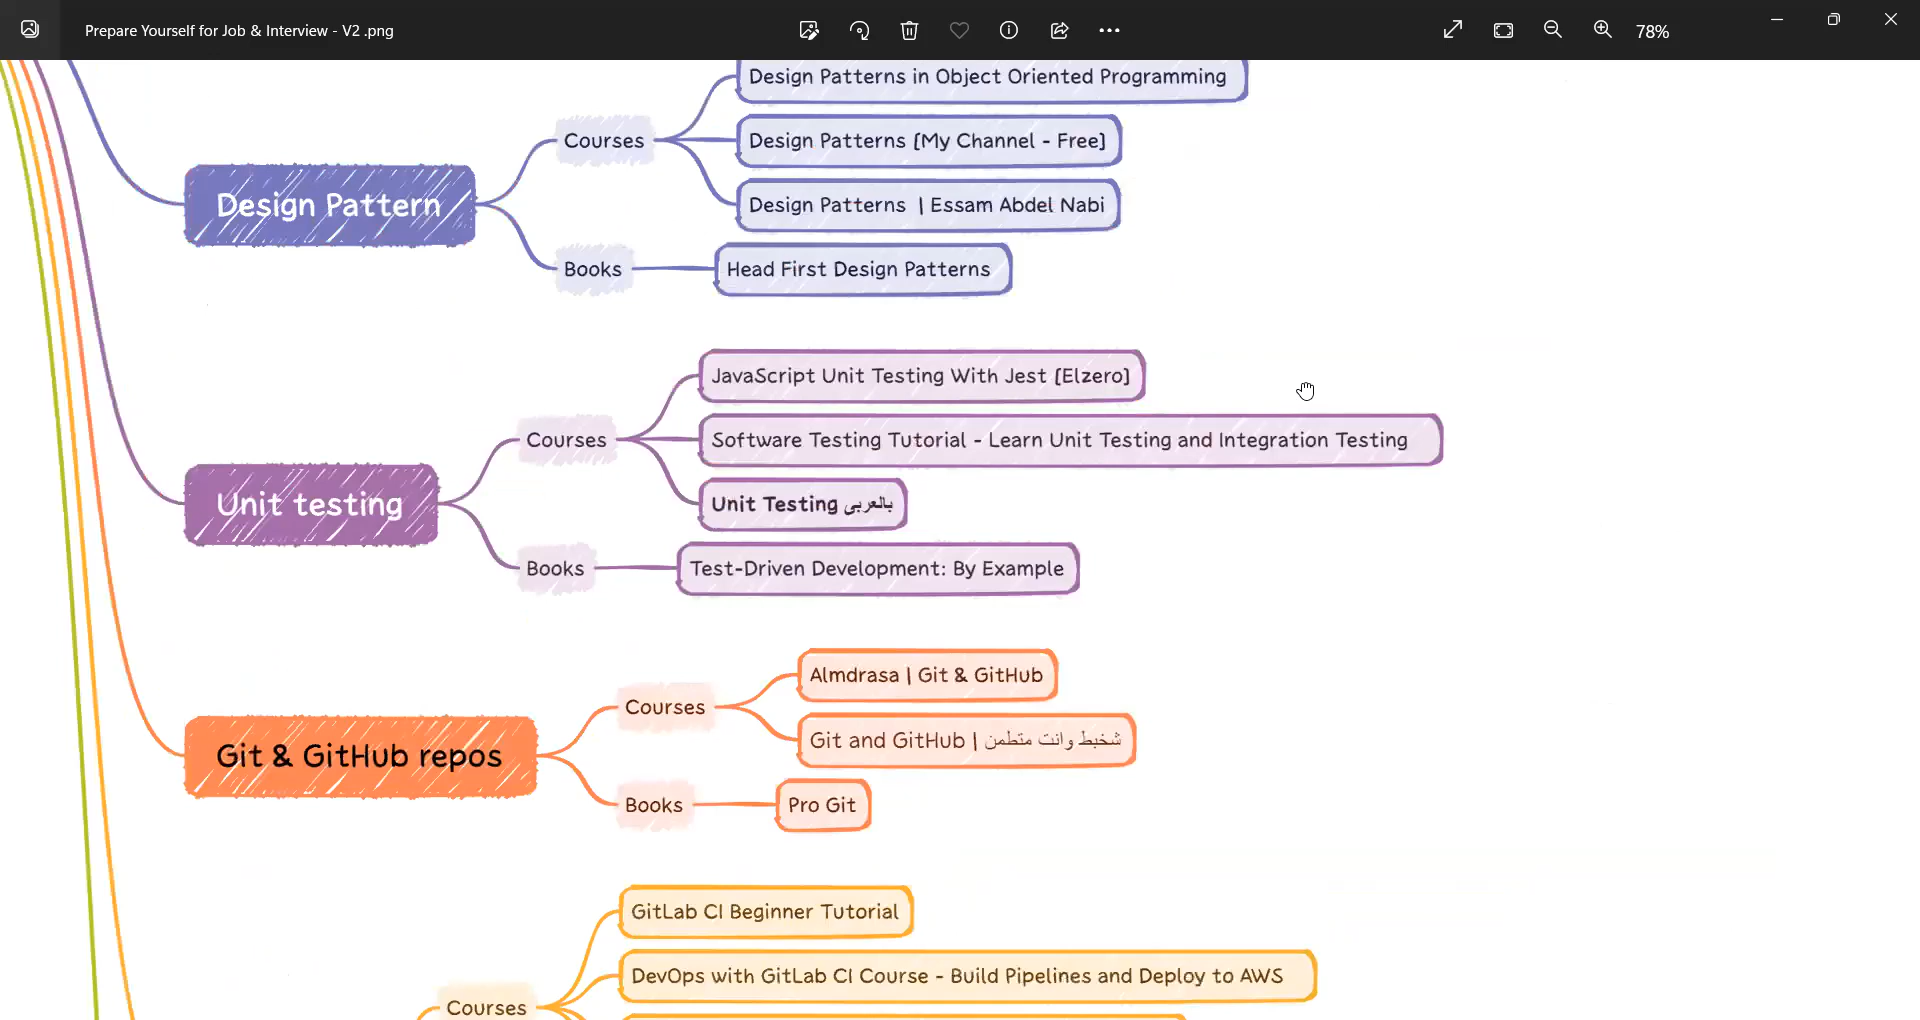 Prepare Yourself for Job & Interview - V2 .png
78%
Design Patterns in Object Oriented Programming
Courses
Design Patterns [My Channel - Free]
Design Pattern
Design Patterns | Essam Abdel Nabi
Books
Head First Design Patterns
JavaScript Unit Testing With Jest [Elzero]
Courses
Software Testing Tutorial - Learn Unit Testing and Integration Testing
Unit testing
Unit Testing بالعربى
Books
Test-Driven Development: By Example
Almdrasa | Git & GitHub
Courses
Git and GitHub | شخبط وانت متطمن
Git & GitHub repos
Books
Pro Git
GitLab CI Beginner Tutorial
DevOps with GitLab CI Course - Build Pipelines and Deploy to AWS
Courses